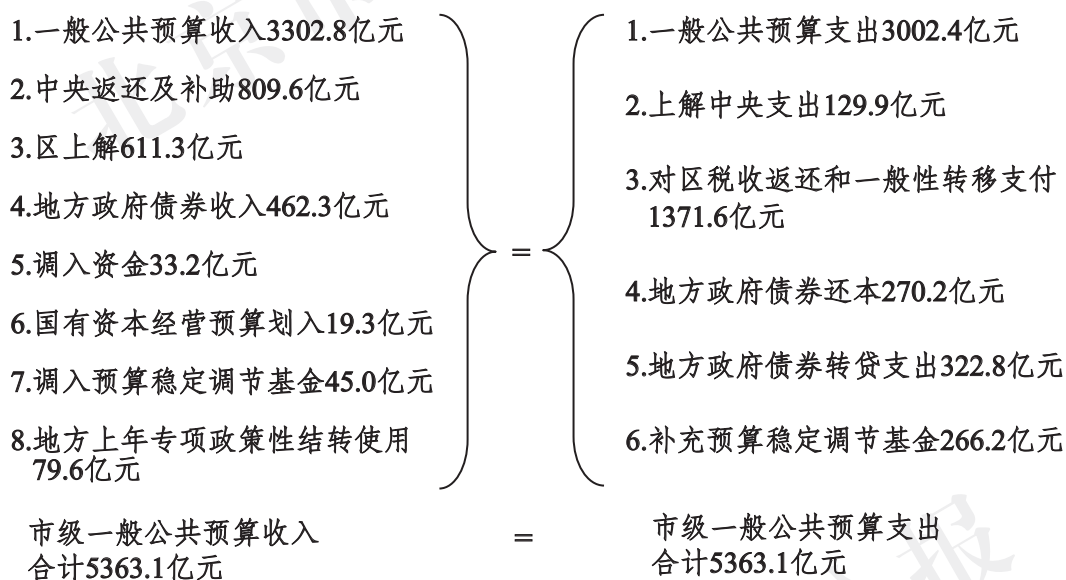 1.一般公共预算收入3302.8亿元
2.中央返还及补助809.6亿元
3.区上解611.3亿元
4.地方政府债券收入462.3亿元
5.调入资金33.2亿元
6.国有资本经营预算划入19.3亿元
7.调入预算稳定调节基金45.0亿元
8.地方上年专项政策性结转使用
79.6亿元
市级一般公共预算收入
合计5363.1亿元
=
=
1.一般公共预算支出3002.4亿元
2.上解中央支出129.9亿元
3.对区税收返还和一般性转移支付
1371.6亿元
4.地方政府债券还本270.2亿元
5.地方政府债券转贷支出322.8亿元
6.补充预算稳定调节基金266.2亿元
市级一般公共预算支出
合计5363.1亿元
北京
报